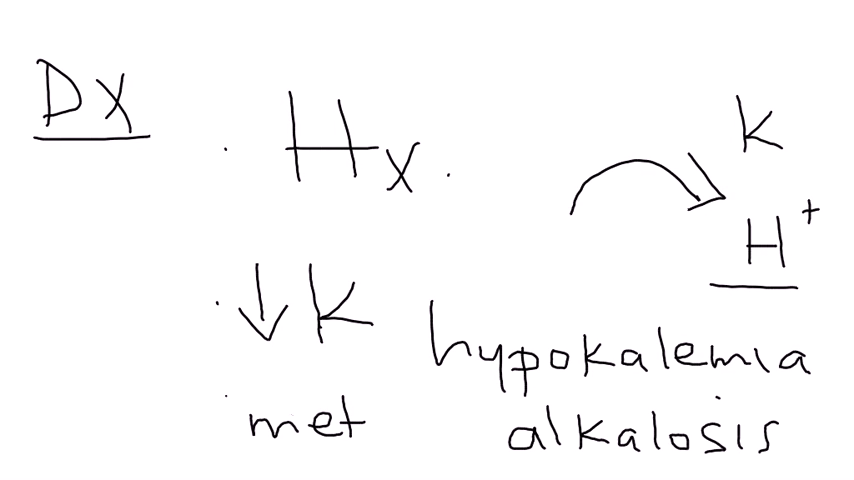 DX
Hx.
K
H+
↓K hypokalemia
met alkalosis